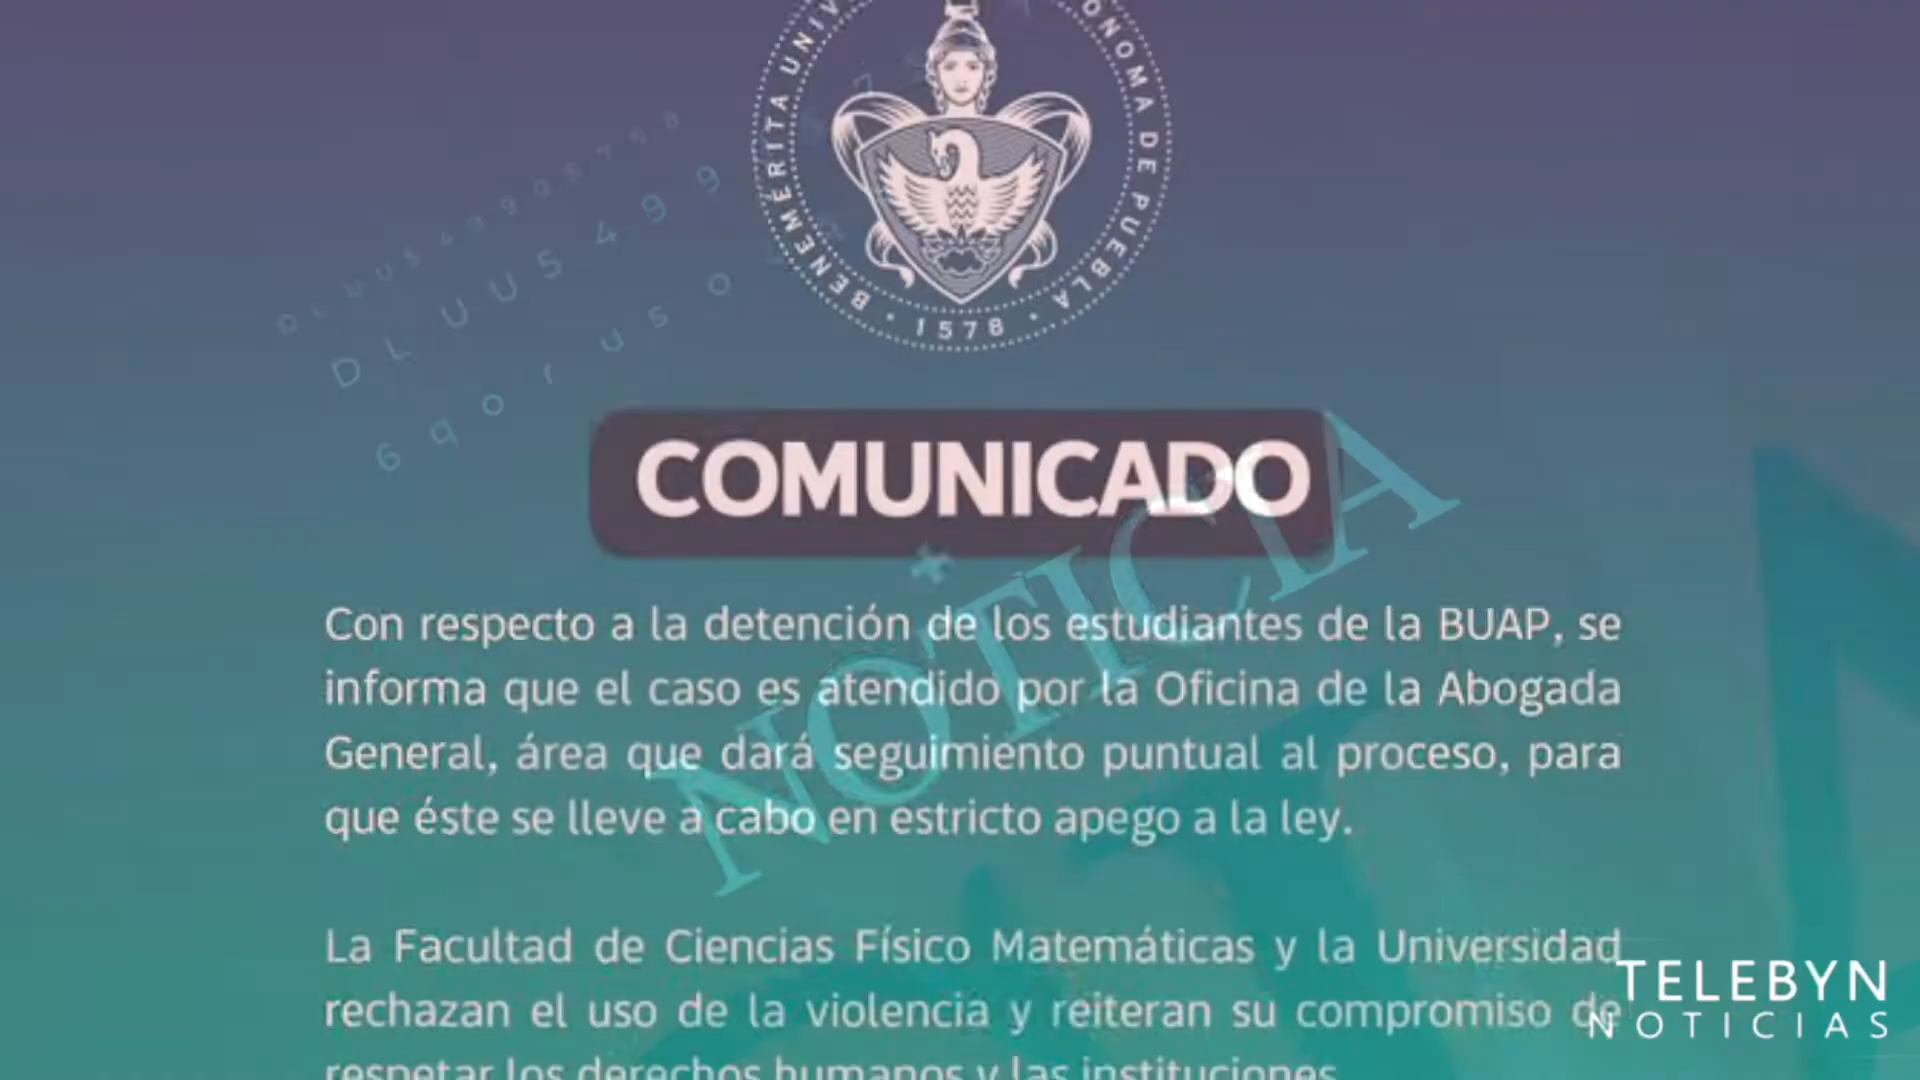 BENEMÉRITA UNIV
ÓNOMA DE PUEBLA
1578
COMUNICADO
NOTICIA
Con respecto a la detención de los estudiantes de la BUAP, se
informa que el caso es atendido por la Oficina de la Abogada
General, área que dará seguimiento puntual al proceso, para
que éste se lleve a cabo en estricto apego a la ley.
La Facultad de Ciencias Físico Matemáticas y la Universidad
rechazan el uso de la violencia y reiteran su compromiso de
respetar los derechos humanos y las instituciones.
TELEBYN
NOTICIAS